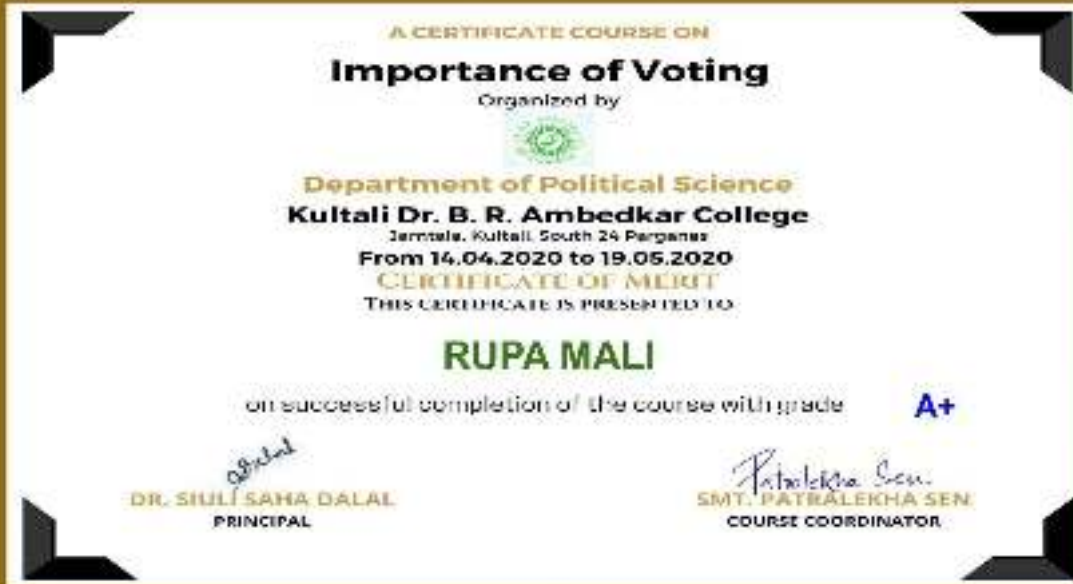 A CERTIFICATE COURSE ON
Importance of Voting
Organized by
Department of Political Science
Kultali Dr. B. R. Ambedkar College
Jamtala, Kultali, South 24 Parganas
From 14.04.2020 to 19.05.2020
CERTIFICATE OF MERIT
THIS CERTIFICATE IS PRESENTED TO
RUPA MALI
on successful completion of the course with grade A+
Patralekha Sen.
DR. SIULI SAHA DALAL
SMT. PATRALEKHA SEN
PRINCIPAL
COURSE COORDINATOR